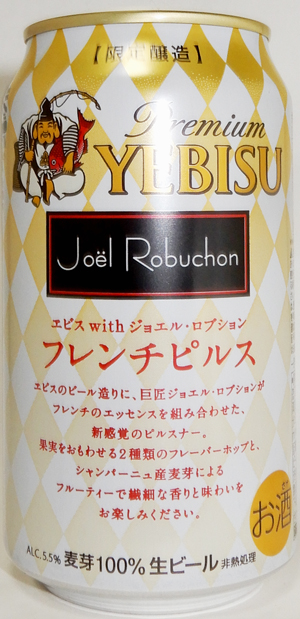 【限定醸造】
Premium
YEBISU
Joël Robuchon
ヱビス with ジョエル・ロブション
フレンチピルス
ヱビスのビール造りに、巨匠ジョエル・ロブションが
フレンチのエッセンスを組み合わせた、
新感覚のピルスナー。
果実をおもわせる2種類のフレーバーホップと、
シャンパーニュ産麦芽による
フルーティーで繊細な香りと味わいを
お楽しみください。
お酒
ALC.5.5% 麦芽100% 生ビール 非熱処理